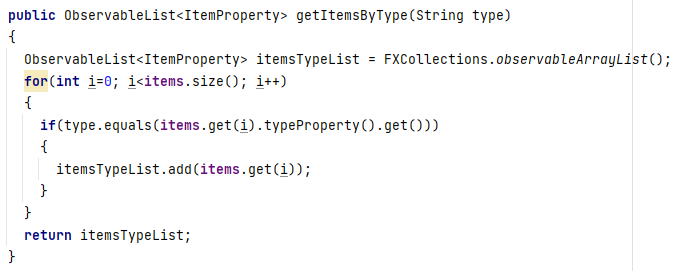 public ObservableList<ItemProperty> getItemsByType(String type)
{
  ObservableList<ItemProperty> itemsTypeList = FXCollections.observableArrayList();
  for(int i=0; i<items.size(); i++)
  {
    if(type.equals(items.get(i).typeProperty().get()))
    {
      itemsTypeList.add(items.get(i));
    }
  }
  return itemsTypeList;
}